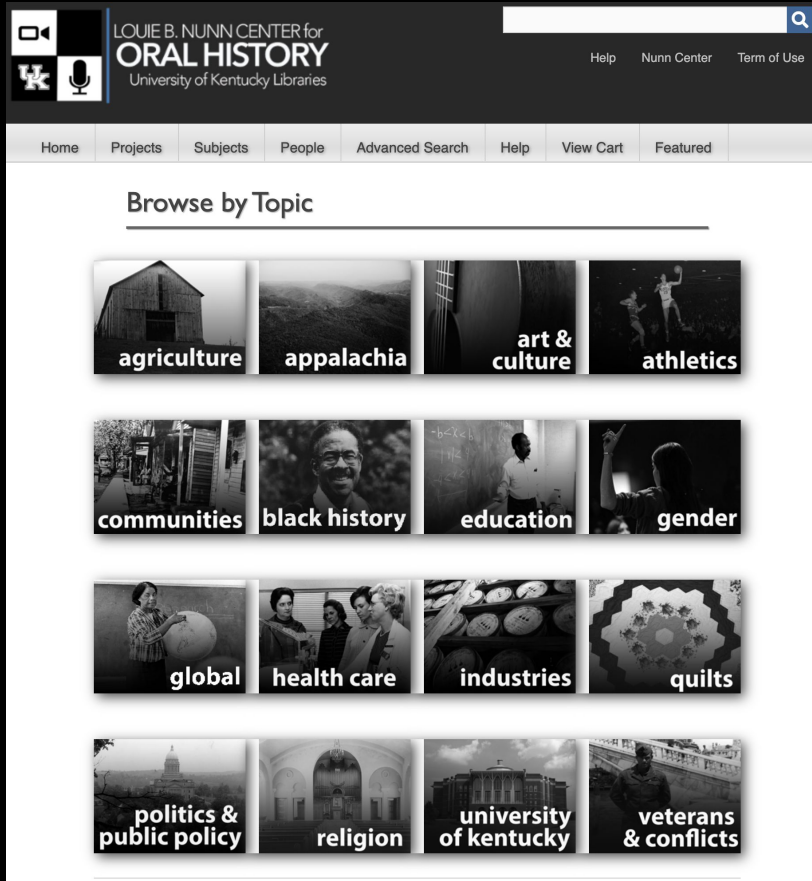 LOUIE B. NUNN CENTER for
ORAL HISTORY
University of Kentucky Libraries
UK
Help Nunn Center Term of Use
Home Projects Subjects People Advanced Search Help View Cart Featured
Browse by Topic
agriculture
appalachia
art &
culture
athletics
communities
black history
education
gender
global
health care
industries
quilts
politics &
public policy
religion
university
of kentucky
veterans
& conflicts